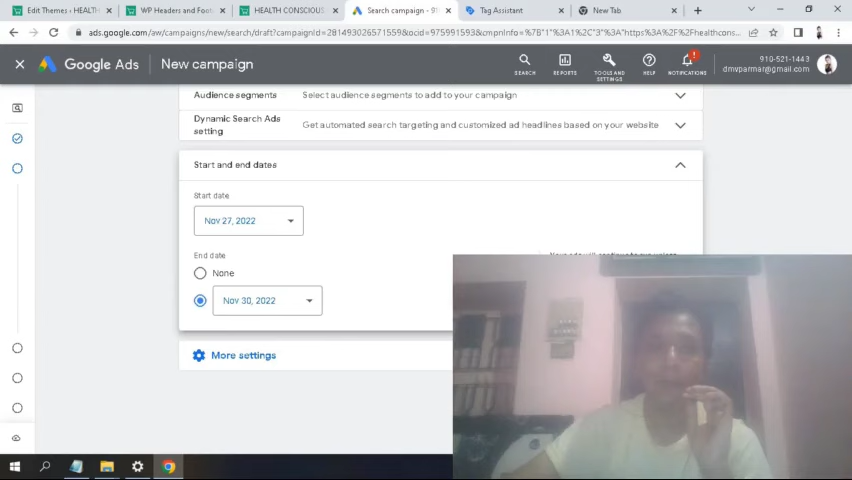 Edit Themes ‹ HEALTH
WP Headers and Foot
HEALTH CONSCIOUS
Search campaign - 91
Tag Assistant
New Tab
ads.google.com/aw/campaigns/new/search/draft?campaignId=281493026571559&ocid=975991593&cmpnInfo=%7B"1"%3A1%2C"3"%3A"https%3A%2F%2Fhealthcons...
Google Ads
New campaign
SEARCH
REPORTS
TOOLS AND SETTINGS
HELP
NOTIFICATIONS
910-521-1443
dmvparmar@gmail.com
Audience segments
Select audience segments to add to your campaign
Dynamic Search Ads
setting
Get automated search targeting and customized ad headlines based on your website
Start and end dates
Start date
Nov 27, 2022
End date
None
Nov 30, 2022
More settings